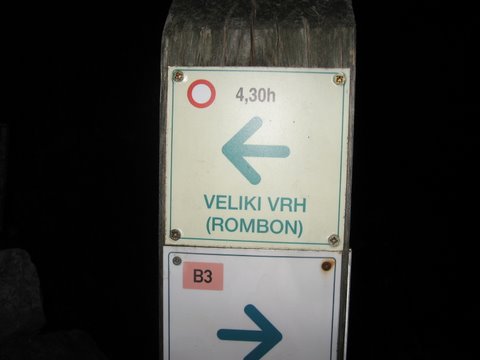 4,30h
VELIKI VRH
(ROMBON)
B3